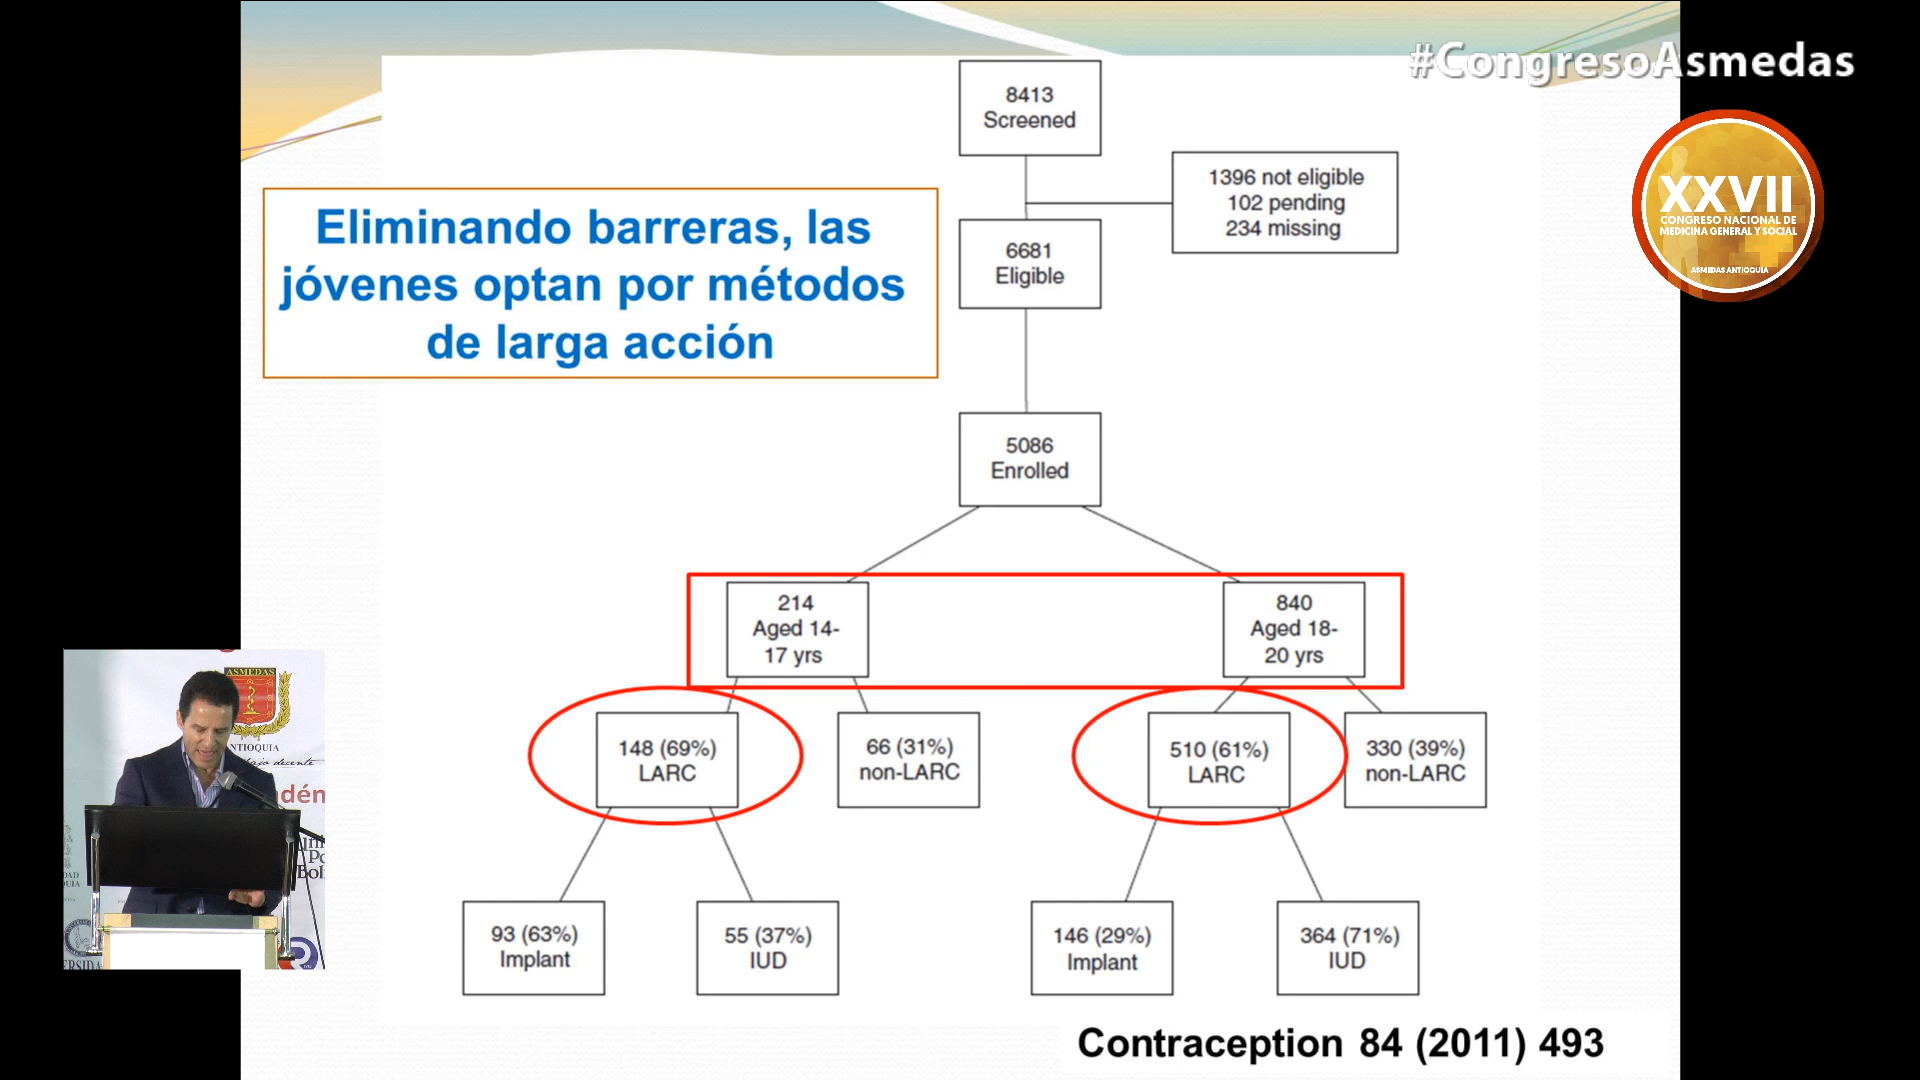 #CongresoAsmedas
XXVII
CONGRESO NACIONAL DE
MEDICINA GENERAL Y SOCIAL
ASMEDAS ANTIOQUIA
Eliminando barreras, las
jóvenes optan por métodos
de larga acción
8413
Screened
1396 not eligible
102 pending
234 missing
6681
Eligible
5086
Enrolled
214
Aged 14-
17 yrs
840
Aged 18-
20 yrs
148 (69%)
LARC
66 (31%)
non-LARC
510 (61%)
LARC
330 (39%)
non-LARC
93 (63%)
Implant
55 (37%)
IUD
146 (29%)
Implant
364 (71%)
IUD
Contraception 84 (2011) 493
ASMEDAS